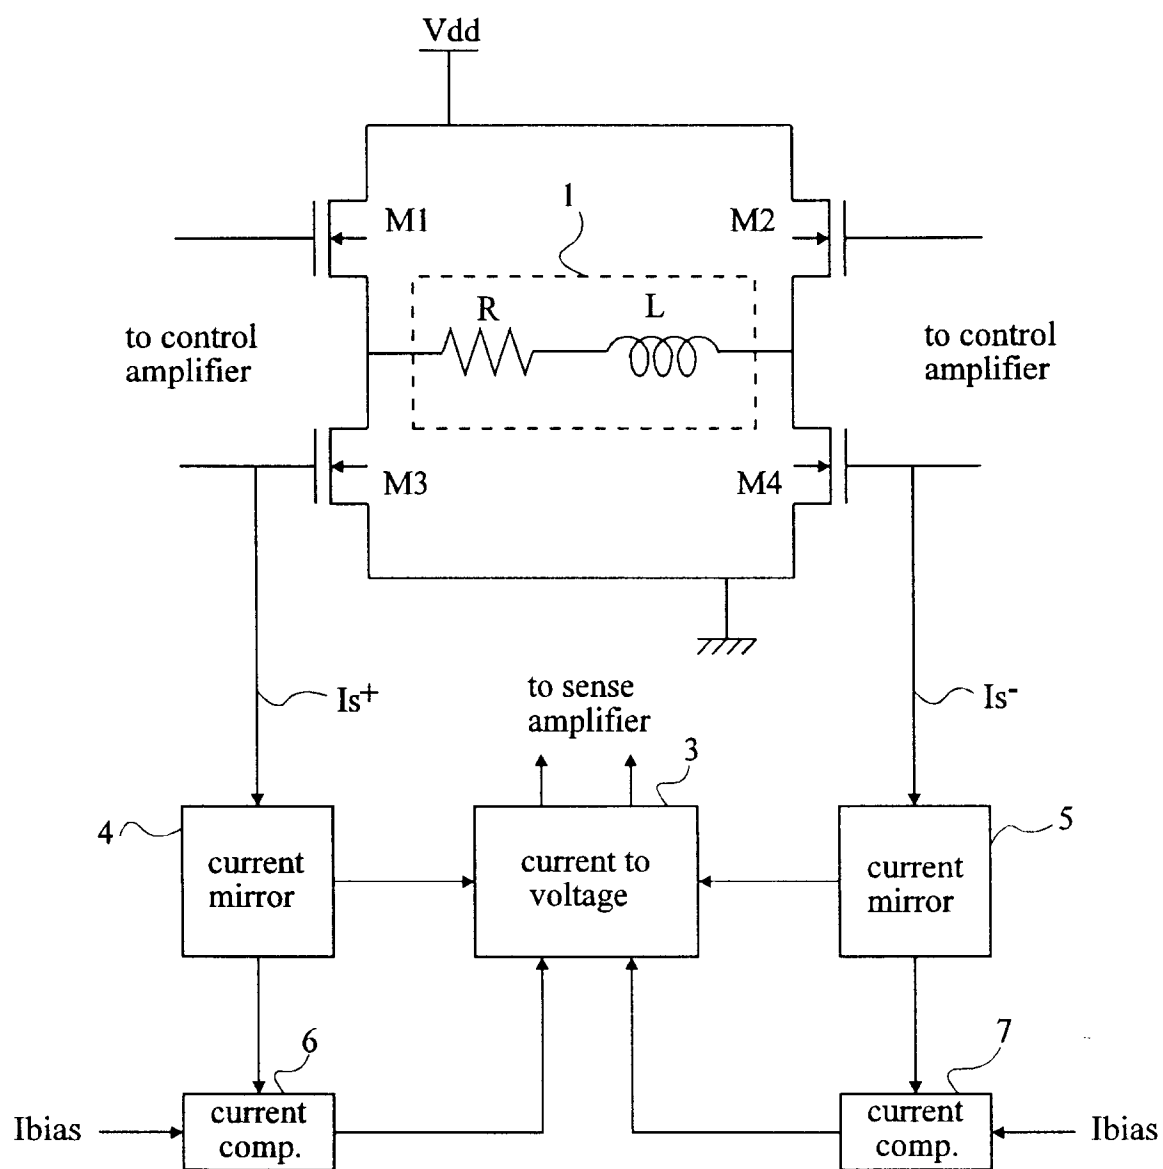 Vdd
1
M1
M2
R
L
to control
amplifier
to control
amplifier
M3
M4
Is+
to sense
amplifier
Is-
3
4
5
current
mirror
current to
voltage
current
mirror
6
7
Ibias
current
comp.
current
comp.
Ibias